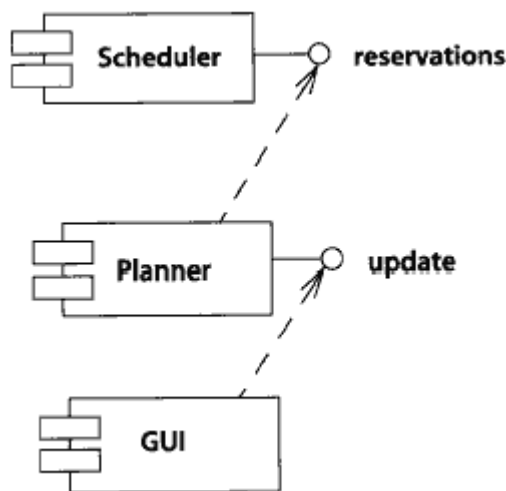 Scheduler
reservations
Planner
update
GUI